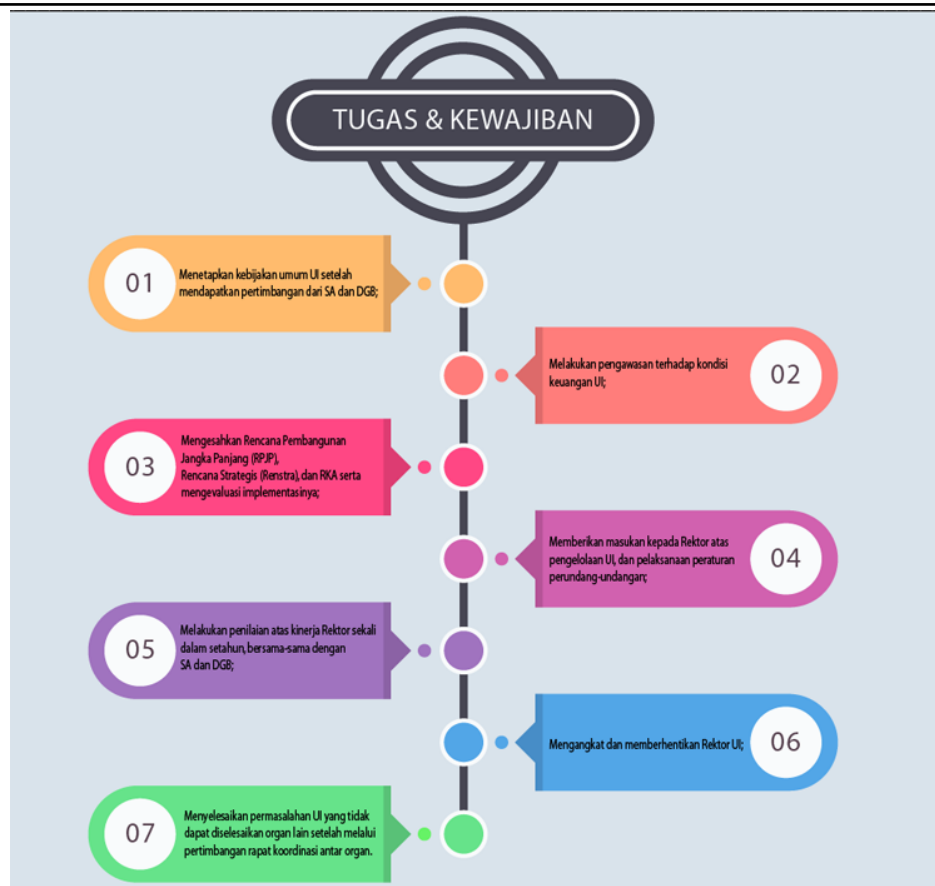 TUGAS & KEWAJIBAN
01
Menetapkan kebijakan umum UI setelah
mendapatkan pertimbangan dari SA dan DGB;
02
Melakukan pengawasan terhadap kondisi
keuangan UI;
03
Mengesahkan Rencana Pembangunan
Jangka Panjang (RPJP),
Rencana Strategis (Renstra), dan RKA serta
mengevaluasi implementasinya;
04
Memberikan masukan kepada Rektor atas
pengelolaan UI, dan pelaksanaan peraturan
perundang-undangan;
05
Melakukan penilaian atas kinerja Rektor sekali
dalam setahun, bersama-sama dengan
SA dan DGB;
06
Mengangkat dan memberhentikan Rektor UI;
07
Menyelesaikan permasalahan UI yang tidak
dapat diselesaikan organ lain setelah melalui
pertimbangan rapat koordinasi antar organ.